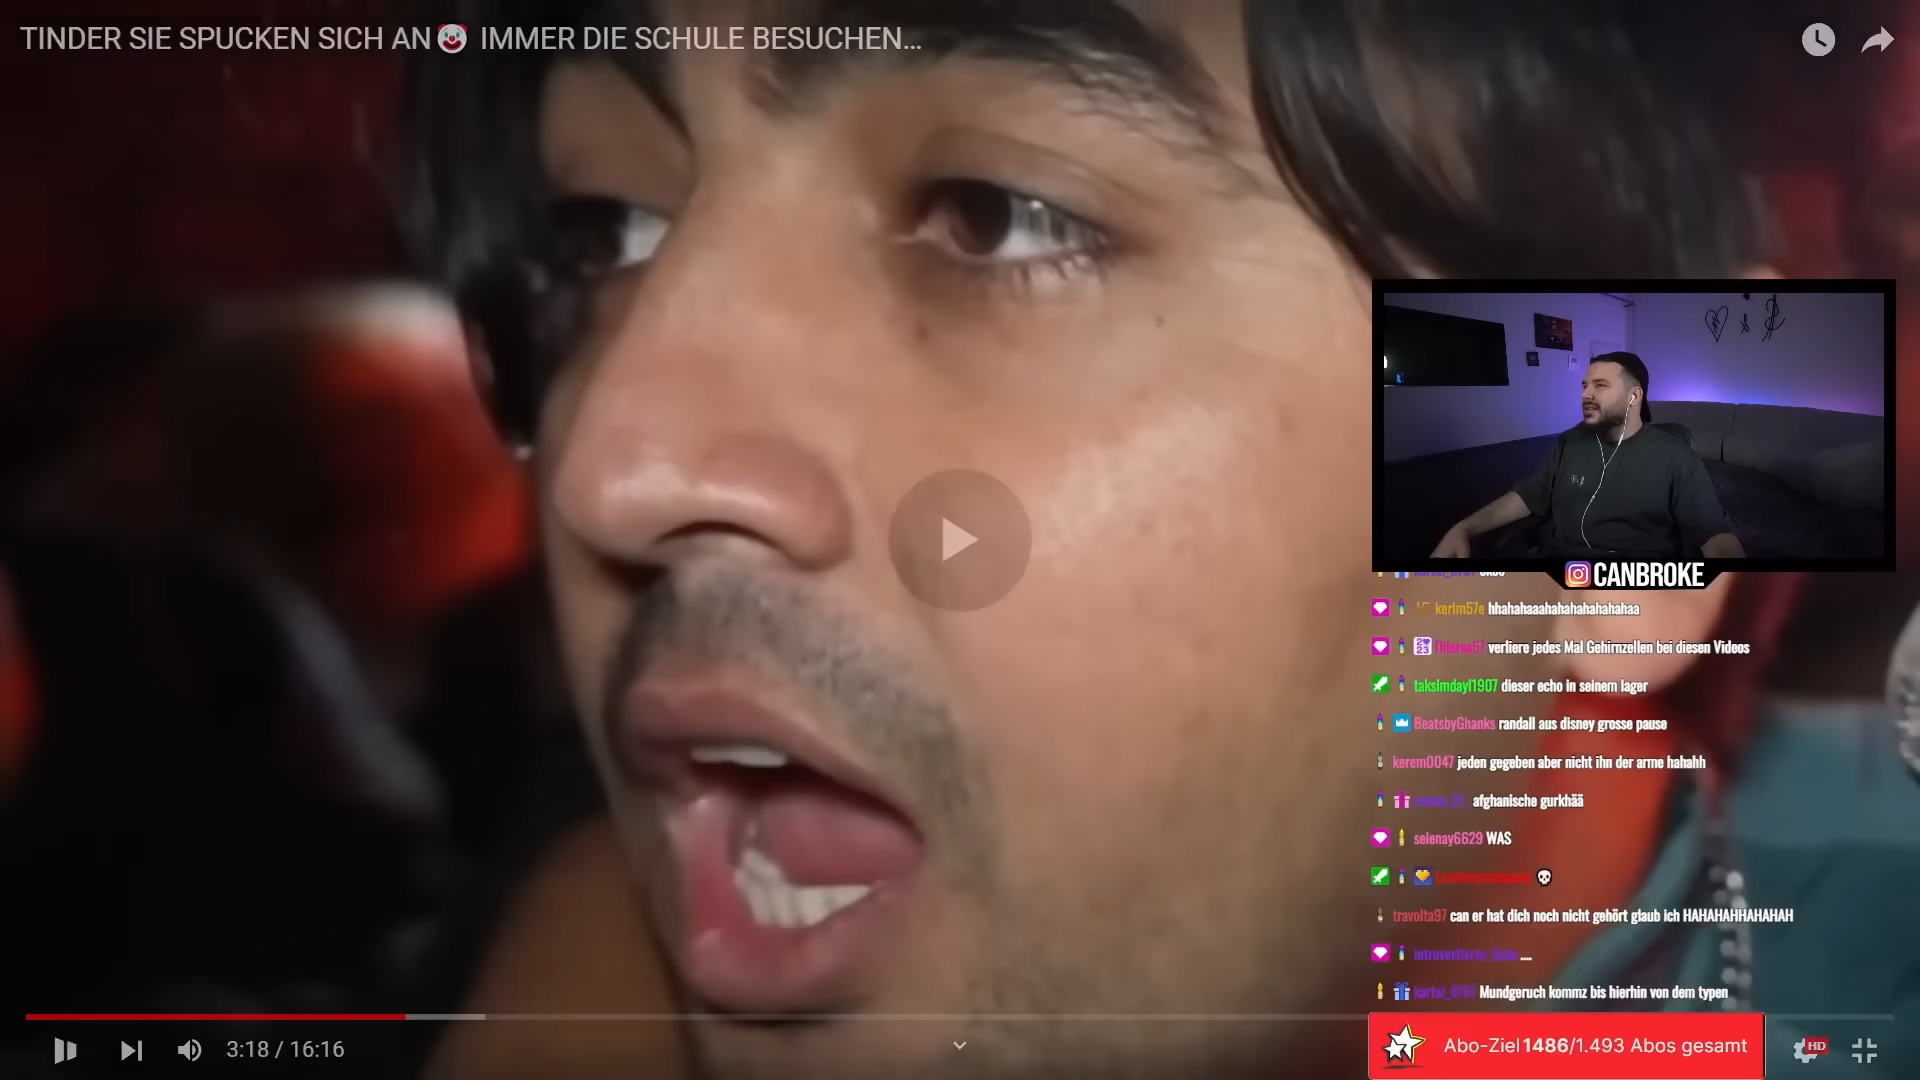 TINDER SIE SPUCKEN SICH AN🤡 IMMER DIE SCHULE BESUCHEN...
CANBROKE
kerim57e hhahahaaahahahahahahahaa
verliere jedes Mal Gehirnzellen bei diesen Videos
taksimdayi1907 dieser echo in seinem lager
BeatsbyGhanks randall aus disney grosse pause
kerem0047 jeden gegeben aber nicht ihn der arme hahahh
afghanische gurkhää
selenay6629 WAS
💀
travolta97 can er hat dich noch nicht gehört glaub ich HAHAHAHHAHAHAH
....
Mundgeruch kommz bis hierhin von dem typen
Abo-Ziel 1486/1.493 Abos gesamt
3:18 / 16:16
HD